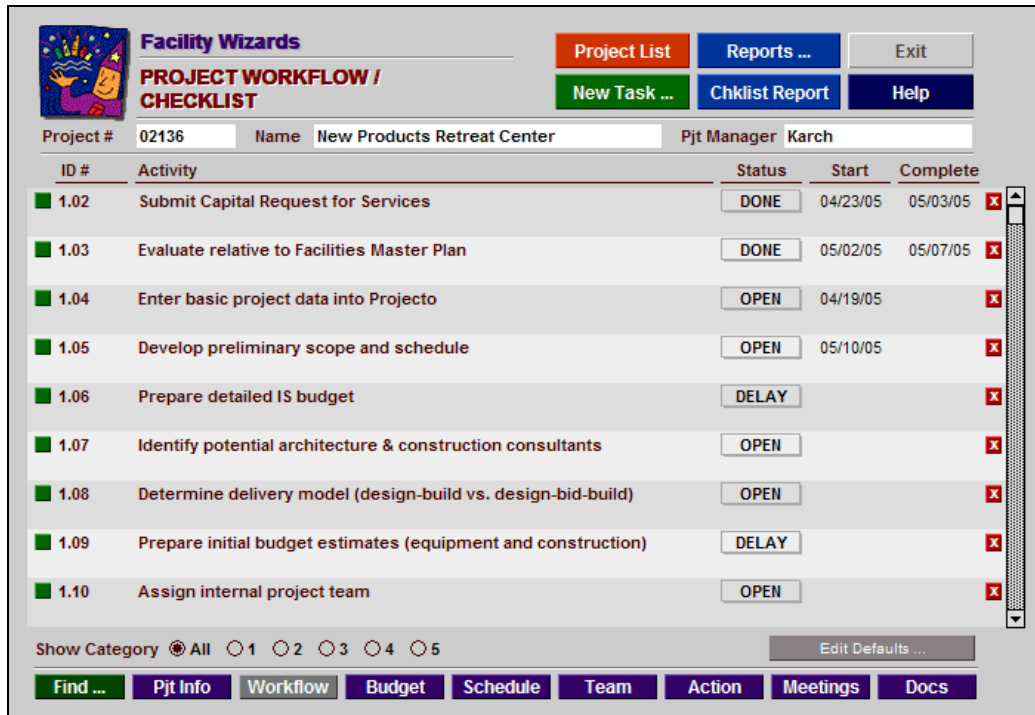 Facility Wizards
PROJECT WORKFLOW /
CHECKLIST
Project List Reports ... Exit
New Task ... Chklist Report Help
Project # 02136 Name New Products Retreat Center Pjt Manager Karch
ID # Activity Status Start Complete
1.02 Submit Capital Request for Services DONE 04/23/05 05/03/05 X
1.03 Evaluate relative to Facilities Master Plan DONE 05/02/05 05/07/05 X
1.04 Enter basic project data into Projecto OPEN 04/19/05 X
1.05 Develop preliminary scope and schedule OPEN 05/10/05 X
1.06 Prepare detailed IS budget DELAY X
1.07 Identify potential architecture & construction consultants OPEN X
1.08 Determine delivery model (design-build vs. design-bid-build) OPEN X
1.09 Prepare initial budget estimates (equipment and construction) DELAY X
1.10 Assign internal project team OPEN X
Show Category All 1 2 3 4 5 Edit Defaults ...
Find ... Pjt Info Workflow Budget Schedule Team Action Meetings Docs